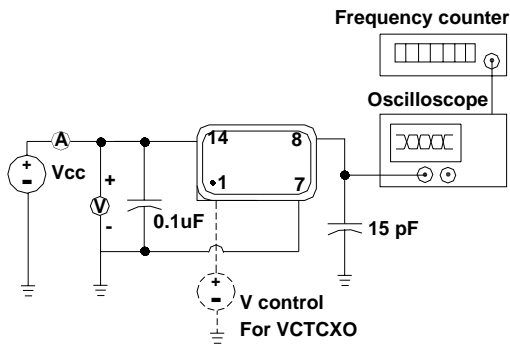 Frequency counter
Oscilloscope
A
14
8
+
-
Vcc
+
V
-
1
7
0.1uF
15 pF
+
-
V control
For VCTCXO